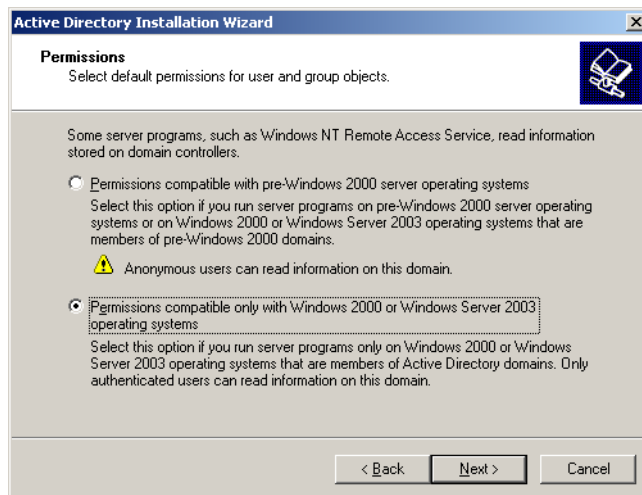 Active Directory Installation Wizard
Permissions
Select default permissions for user and group objects.
Some server programs, such as Windows NT Remote Access Service, read information
stored on domain controllers.
Permissions compatible with pre-Windows 2000 server operating systems
Select this option if you run server programs on pre-Windows 2000 server operating
systems or on Windows 2000 or Windows Server 2003 operating systems that are
members of pre-Windows 2000 domains.
Anonymous users can read information on this domain.
Permissions compatible only with Windows 2000 or Windows Server 2003
operating systems
Select this option if you run server programs only on Windows 2000 or Windows
Server 2003 operating systems that are members of Active Directory domains. Only
authenticated users can read information on this domain.
< Back Next > Cancel